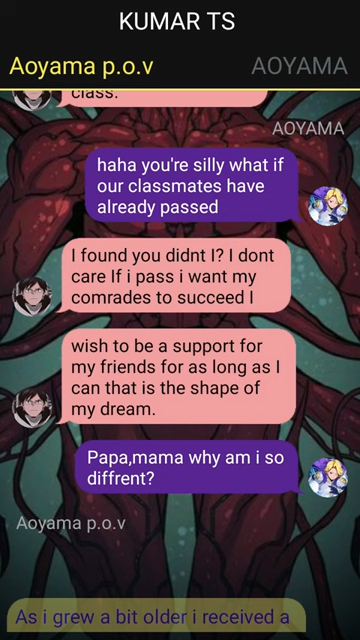 KUMAR TS
Aoyama p.o.v AOYAMA
class.
AOYAMA
haha you're silly what if
our classmates have
already passed
I found you didnt I? I dont
care If i pass i want my
comrades to succeed I
wish to be a support for
my friends for as long as I
can that is the shape of
my dream.
Papa,mama why am i so
diffrent?
Aoyama p.o.v
As i grew a bit older i received a